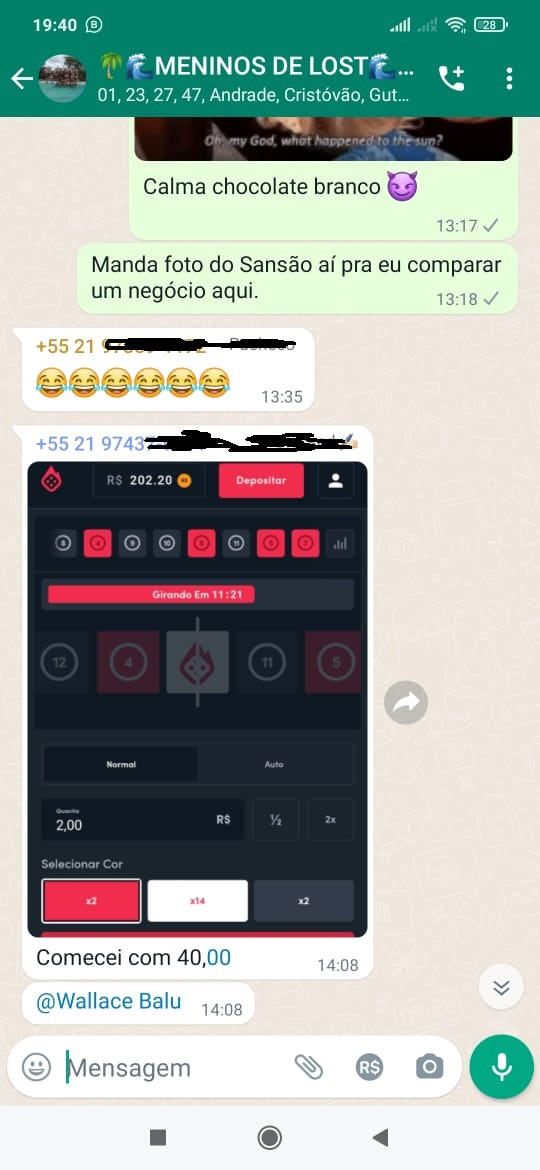 19:40 28
🌴🌊MENINOS DE LOST🌊...
01, 23, 27, 47, Andrade, Cristóvão, Gut...
Oh, my God, what happened to the sun?
Calma chocolate branco 😈
13:17
Manda foto do Sansão aí pra eu comparar
um negócio aqui.
13:18
+55 21
😂😂😂😂😂😂
13:35
+55 21 9743
R$ 202.20 R$ Depositar
8 4 9 10 6 11 5 7
Girando Em 11:21
12 4 11 5
Normal Auto
Quantia
2,00 R$ ½ 2x
Selecionar Cor
x2 x14 x2
Comecei com 40,00
14:08
@Wallace Balu 14:08
Mensagem R$